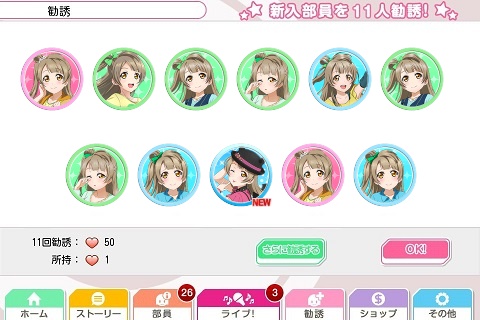 勧誘
新入部員を11人勧誘!
NEW
11回勧誘： 50
所持： 1
さらに勧誘する
OK!
26
3
ホーム
ストーリー
部員
ライブ!
勧誘
ショップ
その他